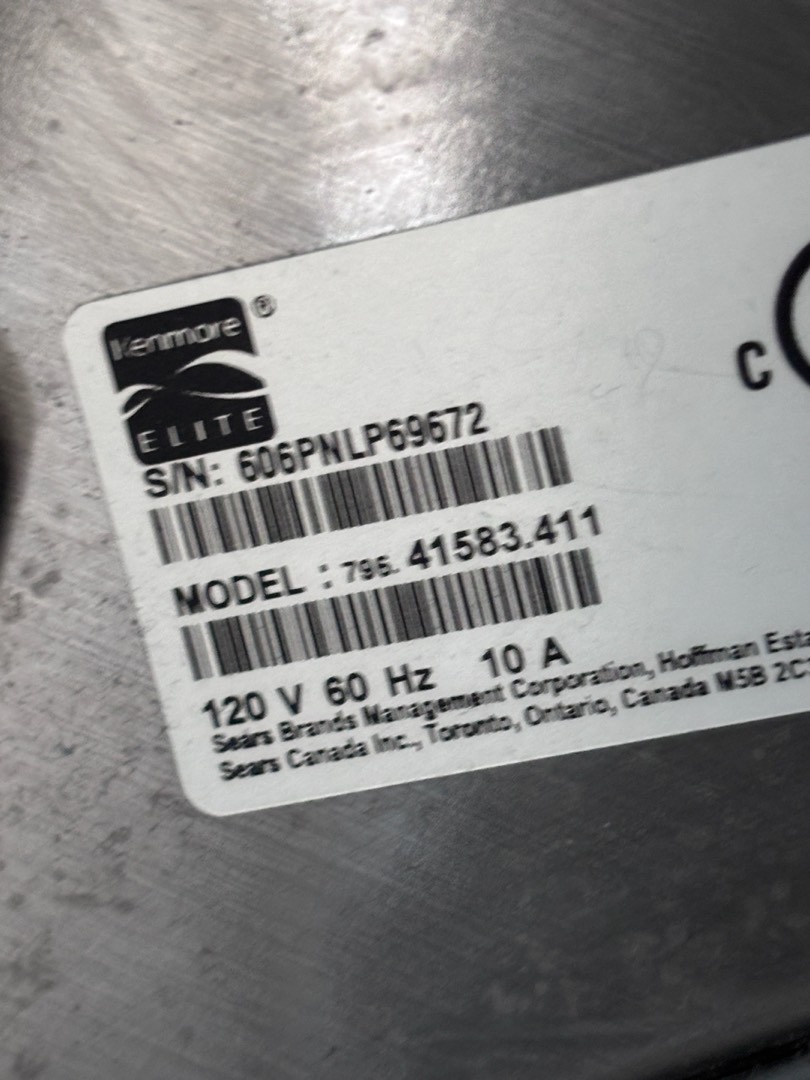 Kenmore ®
ELITE
S/N: 606PNLP69672
MODEL : 796. 41583.411
120 V 60 Hz 10 A
Sears Brands Management Corporation, Hoffman
Sears Canada Inc., Toronto, Ontario, Canada M5B
C